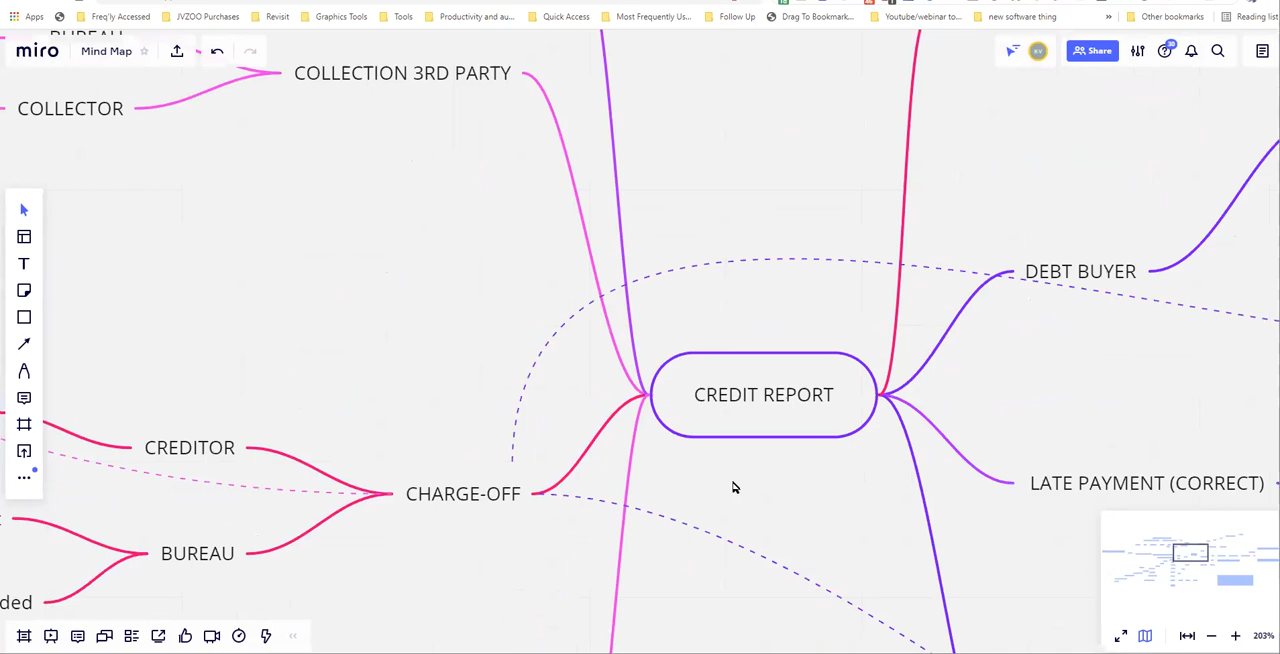 Apps Freq'ly Accessed JVZOO Purchases Revisit Graphics Tools Tools Productivity and au... Quick Access Most Frequently Us... Follow Up Drag To Bookmark... Youtube/webinar to... new software thing » Other bookmarks Reading list
BUREAU
miro Mind Map Share
COLLECTION 3RD PARTY
COLLECTOR
DEBT BUYER
CREDIT REPORT
CREDITOR
LATE PAYMENT (CORRECT)
CHARGE-OFF
BUREAU
ded
203%